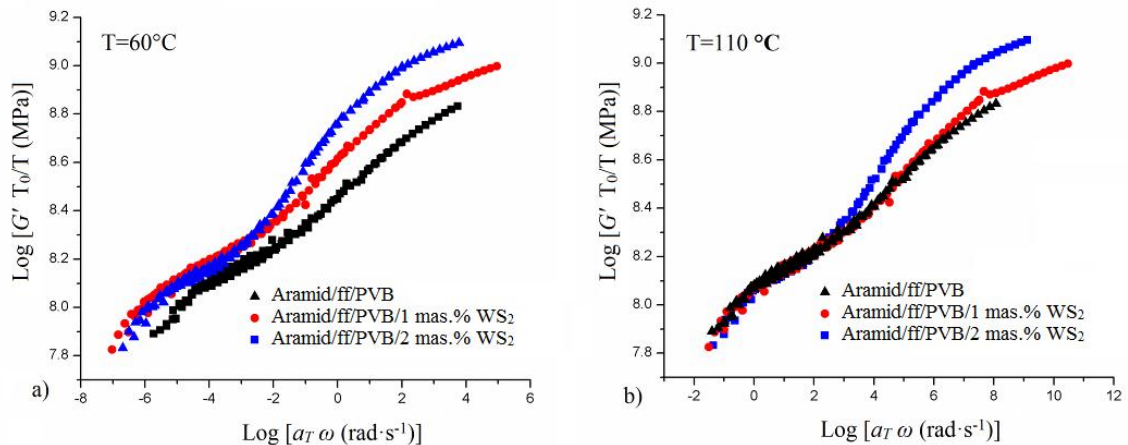 T=60°C
Log [G' T₀/T (MPa)]
9.2
9.0
8.8
8.6
8.4
8.2
8.0
7.8
Aramid/ff/PVB
Aramid/ff/PVB/1 mas.% WS₂
Aramid/ff/PVB/2 mas.% WS₂
-8 -6 -4 -2 0 2 4 6
a)
Log [a_T ω (rad·s⁻¹)]
T=110 °C
Log [G' T₀/T (MPa)]
9.2
9.0
8.8
8.6
8.4
8.2
8.0
7.8
Aramid/ff/PVB
Aramid/ff/PVB/1 mas.% WS₂
Aramid/ff/PVB/2 mas.% WS₂
-2 0 2 4 6 8 10 12
b)
Log [a_T ω (rad·s⁻¹)]